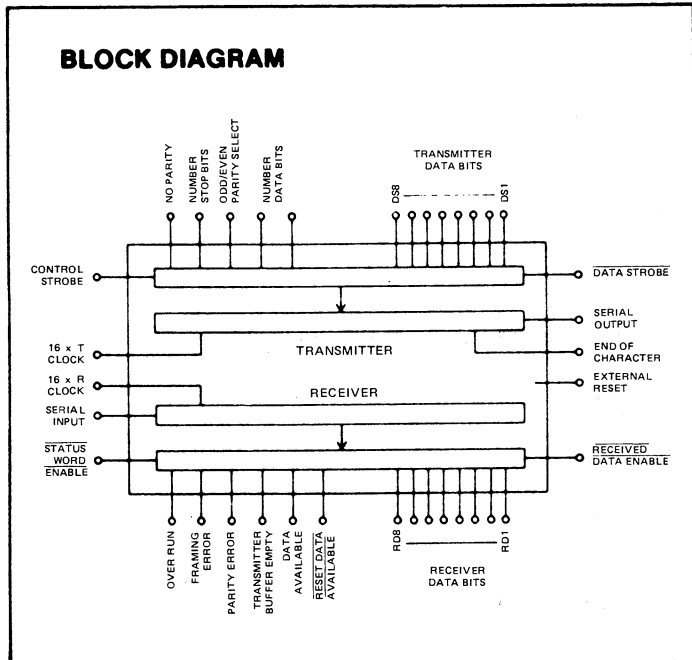 BLOCK DIAGRAM
NO PARITY
NUMBER
STOP BITS
ODD/EVEN
PARITY SELECT
NUMBER
DATA BITS
TRANSMITTER
DATA BITS
DS8
DS1
CONTROL
STROBE
DATA STROBE
SERIAL
OUTPUT
16 x T
CLOCK
TRANSMITTER
END OF
CHARACTER
16 x R
CLOCK
RECEIVER
EXTERNAL
RESET
SERIAL
INPUT
STATUS
WORD
ENABLE
RECEIVED
DATA ENABLE
OVER RUN
FRAMING
ERROR
PARITY ERROR
TRANSMITTER
BUFFER EMPTY
DATA
AVAILABLE
RESET DATA
AVAILABLE
RD8
RD1
RECEIVER
DATA BITS